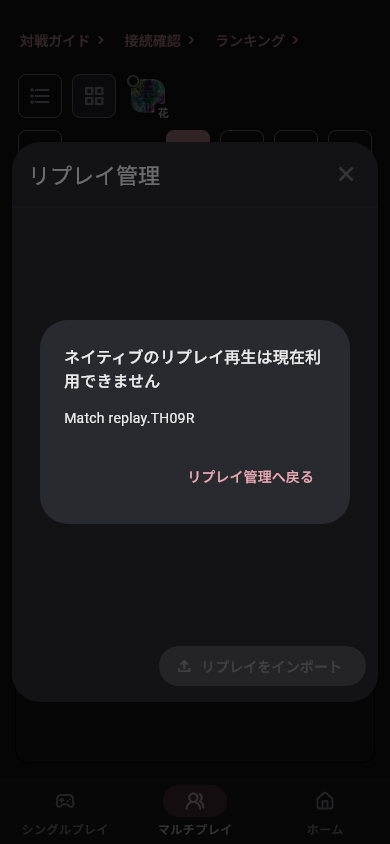 対戦ガイド
接続確認
ランキング
花
リプレイ管理
ネイティブのリプレイ再生は現在利
用できません
Match replay.TH09R
リプレイ管理へ戻る
リプレイをインポート
シングルプレイ
マルチプレイ
ホーム